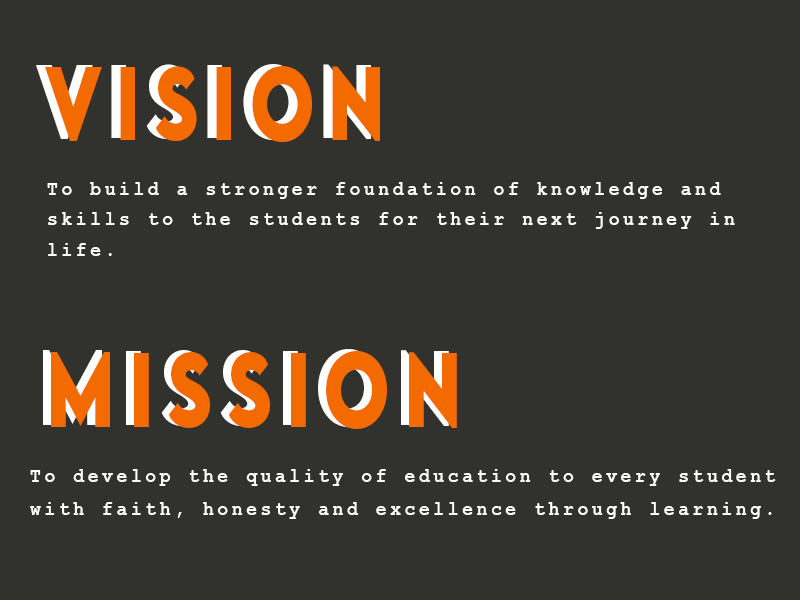 VISION
To build a stronger foundation of knowledge and
skills to the students for their next journey in
life.
MISSION
To develop the quality of education to every student
with faith, honesty and excellence through learning.